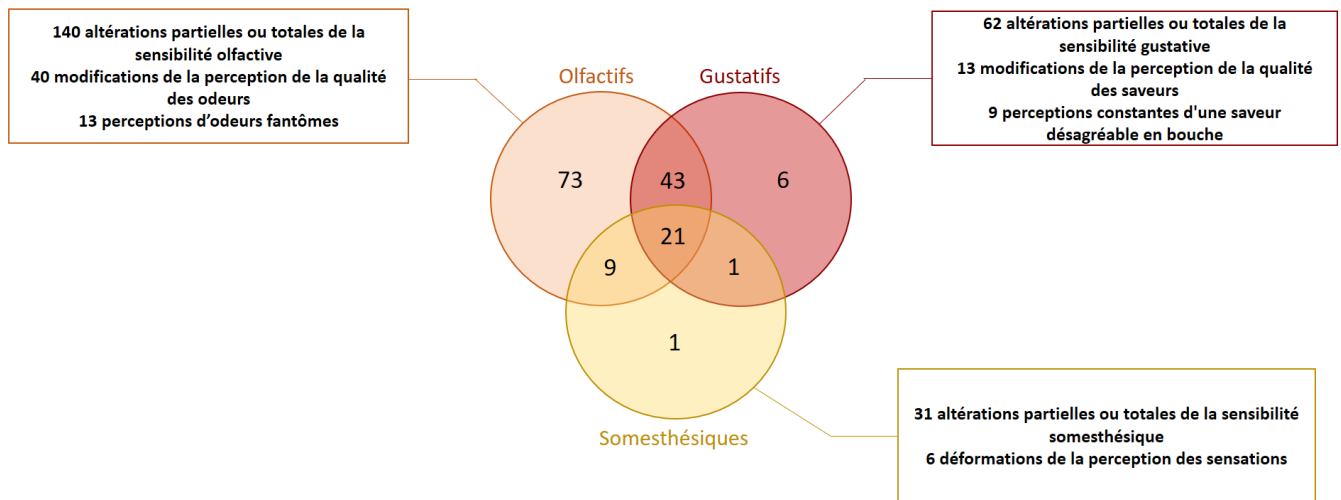 140 altérations partielles ou totales de la
sensibilité olfactive
40 modifications de la perception de la qualité
des odeurs
13 perceptions d'odeurs fantômes
62 altérations partielles ou totales de la
sensibilité gustative
13 modifications de la perception de la qualité
des saveurs
9 perceptions constantes d'une saveur
désagréable en bouche
Olfactifs
Gustatifs
73
43
6
21
9
1
1
Somesthésiques
31 altérations partielles ou totales de la sensibilité
somesthésique
6 déformations de la perception des sensations